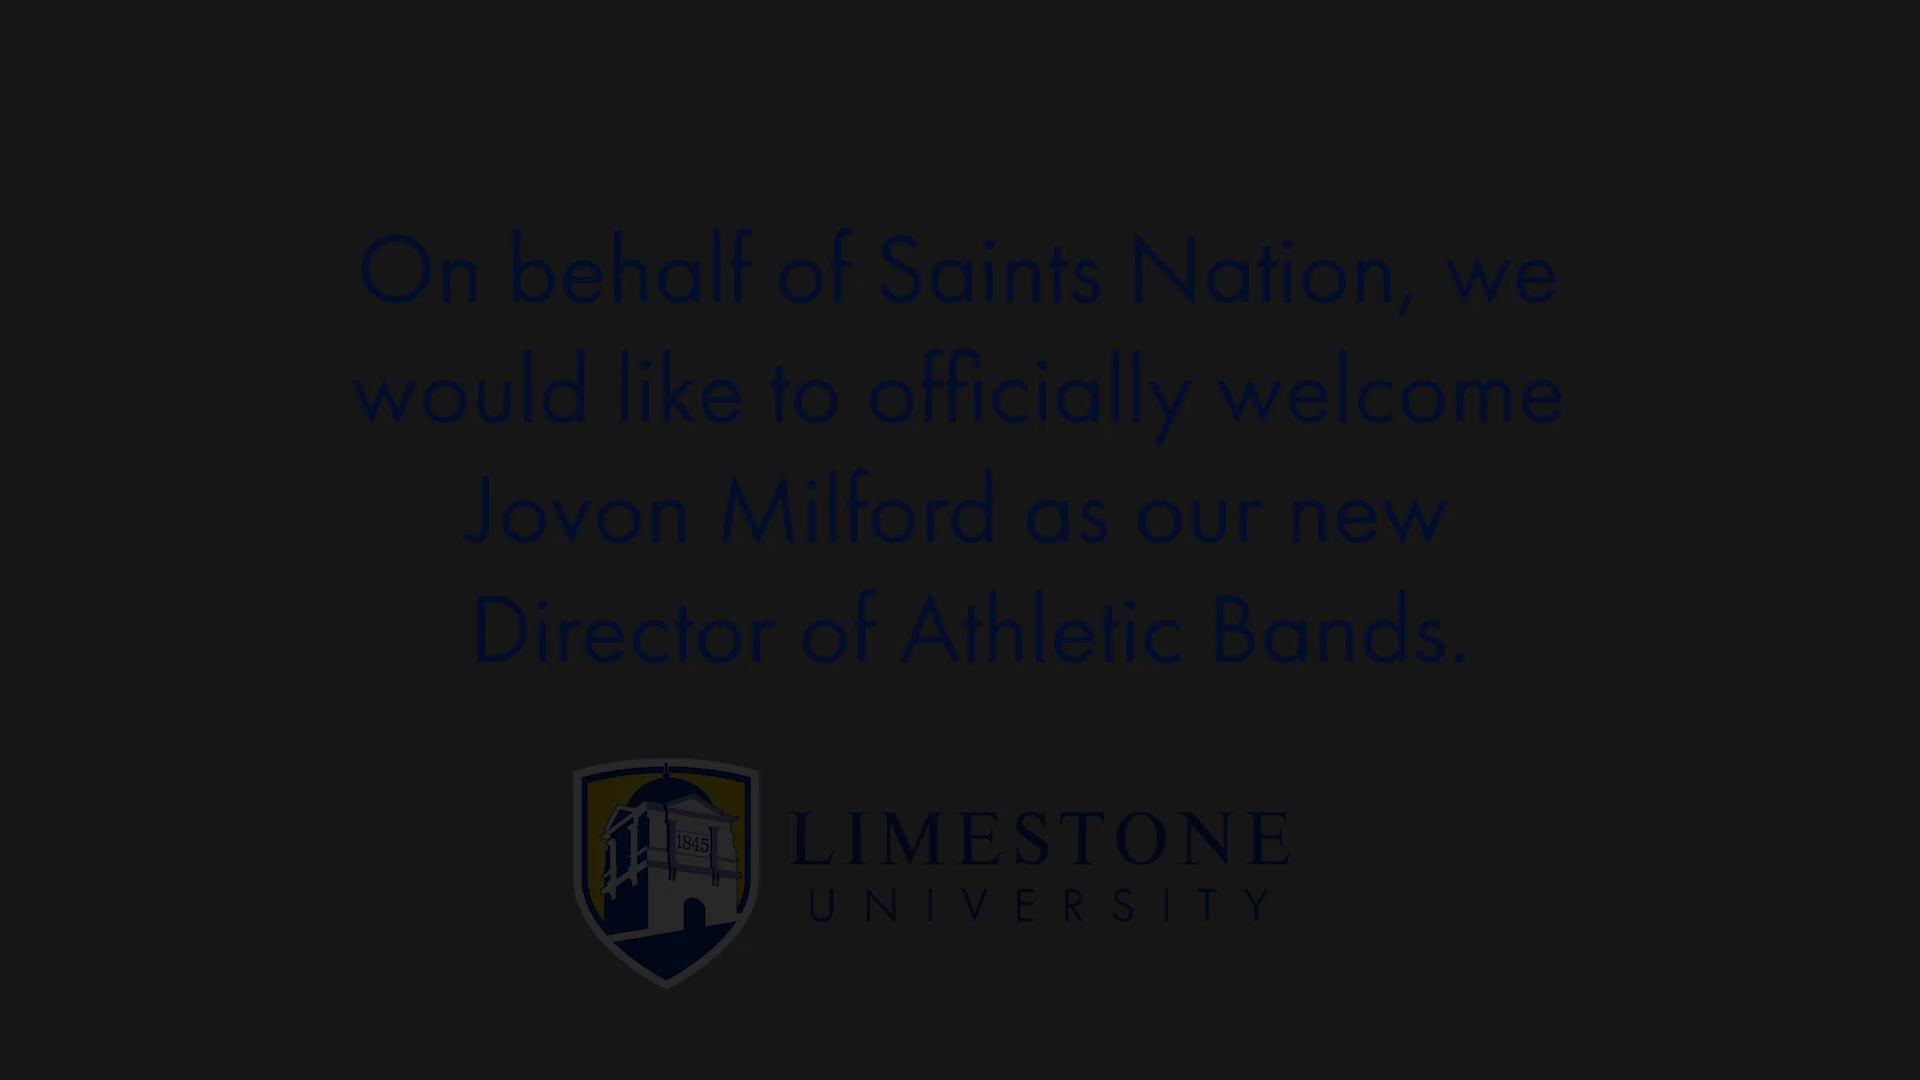 On behalf of Saints Nation, we
would like to officially welcome
Jovon Milford as our new
Director of Athletic Bands.
1845
LIMESTONE
UNIVERSITY